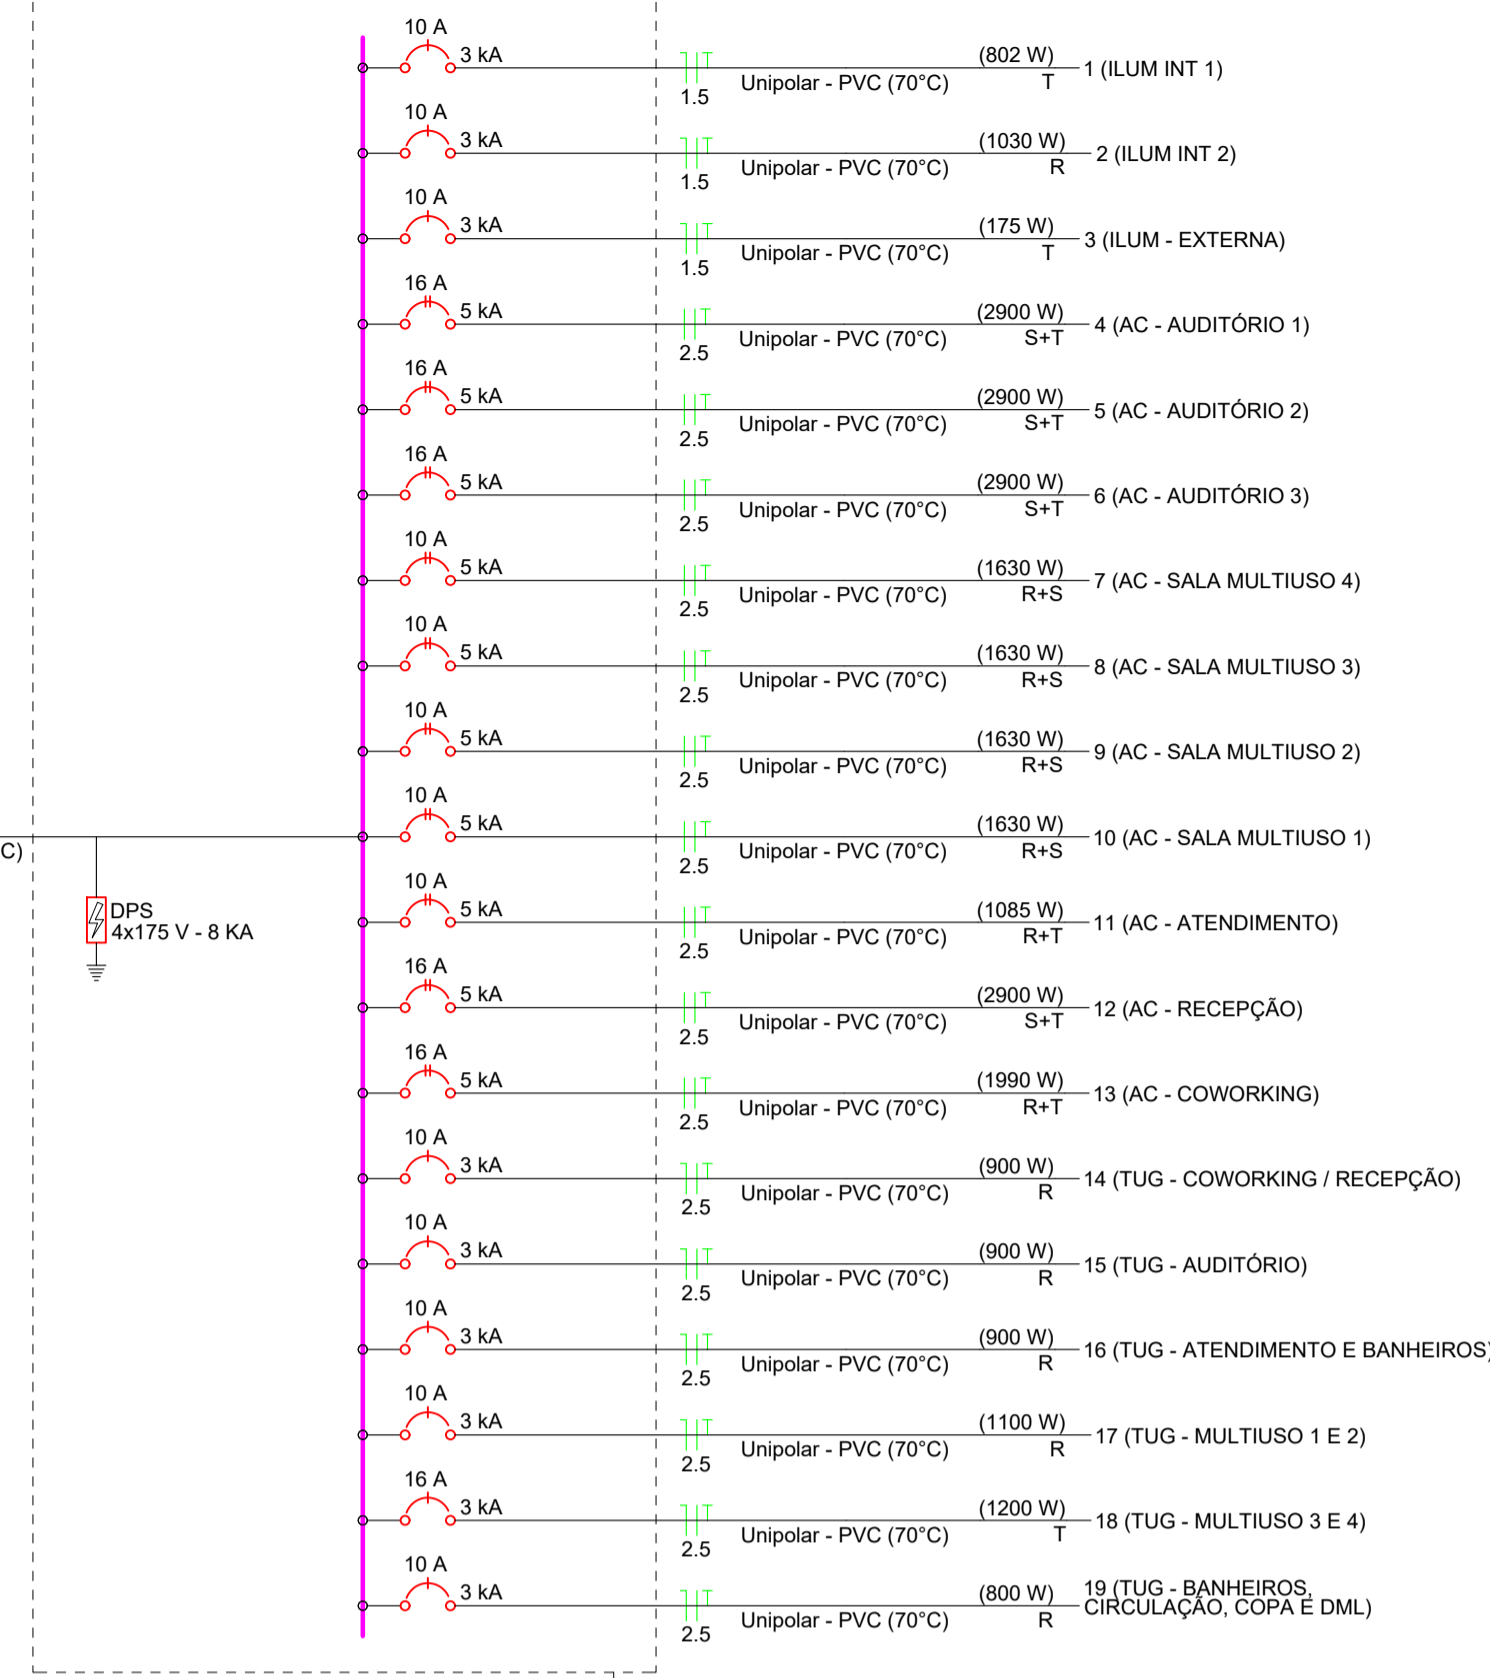 10 A
3 kA
(802 W)
1 (ILUM INT 1)
1.5
Unipolar - PVC (70°C)
T
10 A
3 kA
(1030 W)
2 (ILUM INT 2)
1.5
Unipolar - PVC (70°C)
R
10 A
3 kA
(175 W)
3 (ILUM - EXTERNA)
1.5
Unipolar - PVC (70°C)
T
16 A
5 kA
(2900 W)
4 (AC - AUDITÓRIO 1)
2.5
Unipolar - PVC (70°C)
S+T
16 A
5 kA
(2900 W)
5 (AC - AUDITÓRIO 2)
2.5
Unipolar - PVC (70°C)
S+T
16 A
5 kA
(2900 W)
6 (AC - AUDITÓRIO 3)
2.5
Unipolar - PVC (70°C)
S+T
10 A
5 kA
(1630 W)
7 (AC - SALA MULTIUSO 4)
2.5
Unipolar - PVC (70°C)
R+S
10 A
5 kA
(1630 W)
8 (AC - SALA MULTIUSO 3)
2.5
Unipolar - PVC (70°C)
R+S
10 A
5 kA
(1630 W)
9 (AC - SALA MULTIUSO 2)
2.5
Unipolar - PVC (70°C)
R+S
10 A
5 kA
(1630 W)
10 (AC - SALA MULTIUSO 1)
C)
2.5
Unipolar - PVC (70°C)
R+S
DPS
4x175 V - 8 KA
10 A
5 kA
(1085 W)
11 (AC - ATENDIMENTO)
2.5
Unipolar - PVC (70°C)
R+T
16 A
5 kA
(2900 W)
12 (AC - RECEPÇÃO)
2.5
Unipolar - PVC (70°C)
S+T
16 A
5 kA
(1990 W)
13 (AC - COWORKING)
2.5
Unipolar - PVC (70°C)
R+T
10 A
3 kA
(900 W)
14 (TUG - COWORKING / RECEPÇÃO)
2.5
Unipolar - PVC (70°C)
R
10 A
3 kA
(900 W)
15 (TUG - AUDITÓRIO)
2.5
Unipolar - PVC (70°C)
R
10 A
3 kA
(900 W)
16 (TUG - ATENDIMENTO E BANHEIROS)
2.5
Unipolar - PVC (70°C)
R
10 A
3 kA
(1100 W)
17 (TUG - MULTIUSO 1 E 2)
2.5
Unipolar - PVC (70°C)
R
16 A
3 kA
(1200 W)
18 (TUG - MULTIUSO 3 E 4)
2.5
Unipolar - PVC (70°C)
T
10 A
3 kA
(800 W)
19 (TUG - BANHEIROS,
CIRCULAÇÃO, COPA E DML)
2.5
Unipolar - PVC (70°C)
R